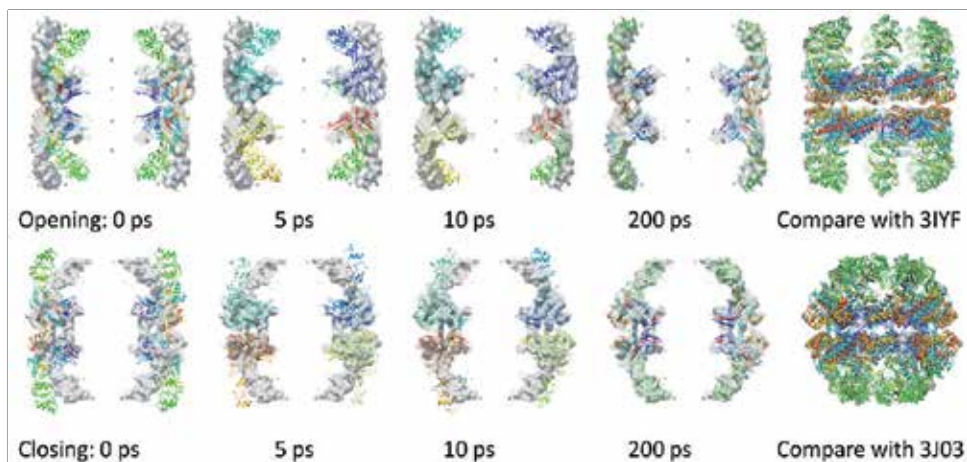 Opening: 0 ps 5 ps 10 ps 200 ps Compare with 3IYF
Closing: 0 ps 5 ps 10 ps 200 ps Compare with 3J03